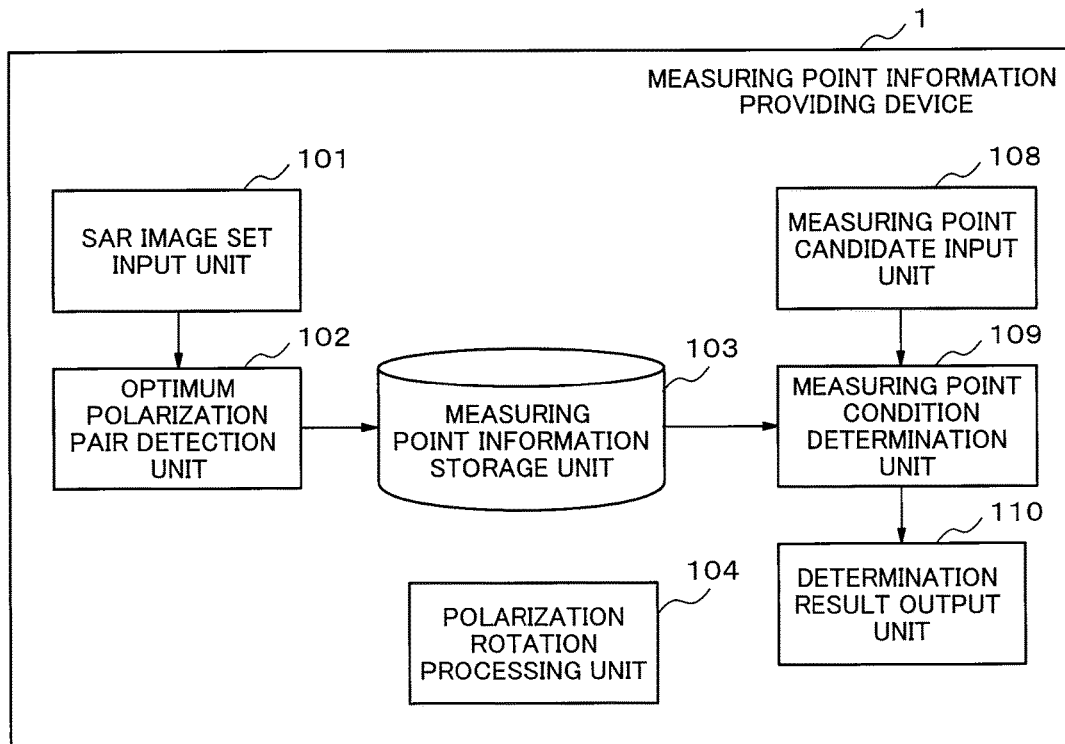 1
MEASURING POINT INFORMATION
PROVIDING DEVICE
101
SAR IMAGE SET
INPUT UNIT
102
OPTIMUM
POLARIZATION
PAIR DETECTION
UNIT
103
MEASURING
POINT INFORMATION
STORAGE UNIT
104
POLARIZATION
ROTATION
PROCESSING UNIT
108
MEASURING POINT
CANDIDATE INPUT
UNIT
109
MEASURING POINT
CONDITION
DETERMINATION
UNIT
110
DETERMINATION
RESULT OUTPUT
UNIT